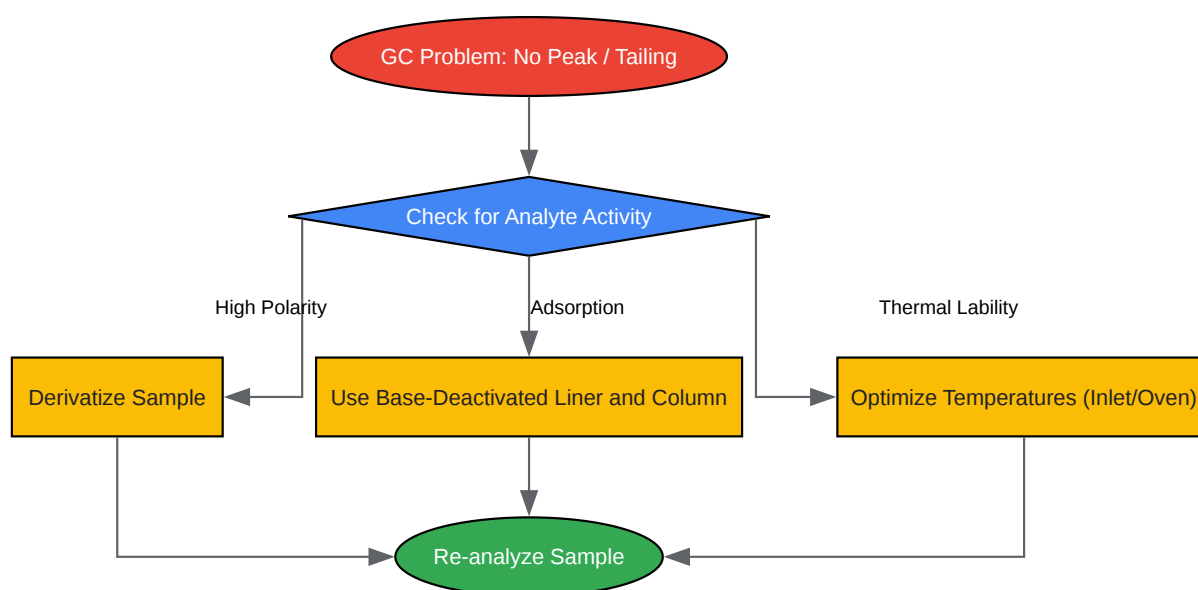 GC Problem: No Peak / Tailing
Check for Analyte Activity
High Polarity
Adsorption
Thermal Lability
Derivatize Sample
Use Base-Deactivated Liner and Column
Optimize Temperatures (Inlet/Oven)
Re-analyze Sample